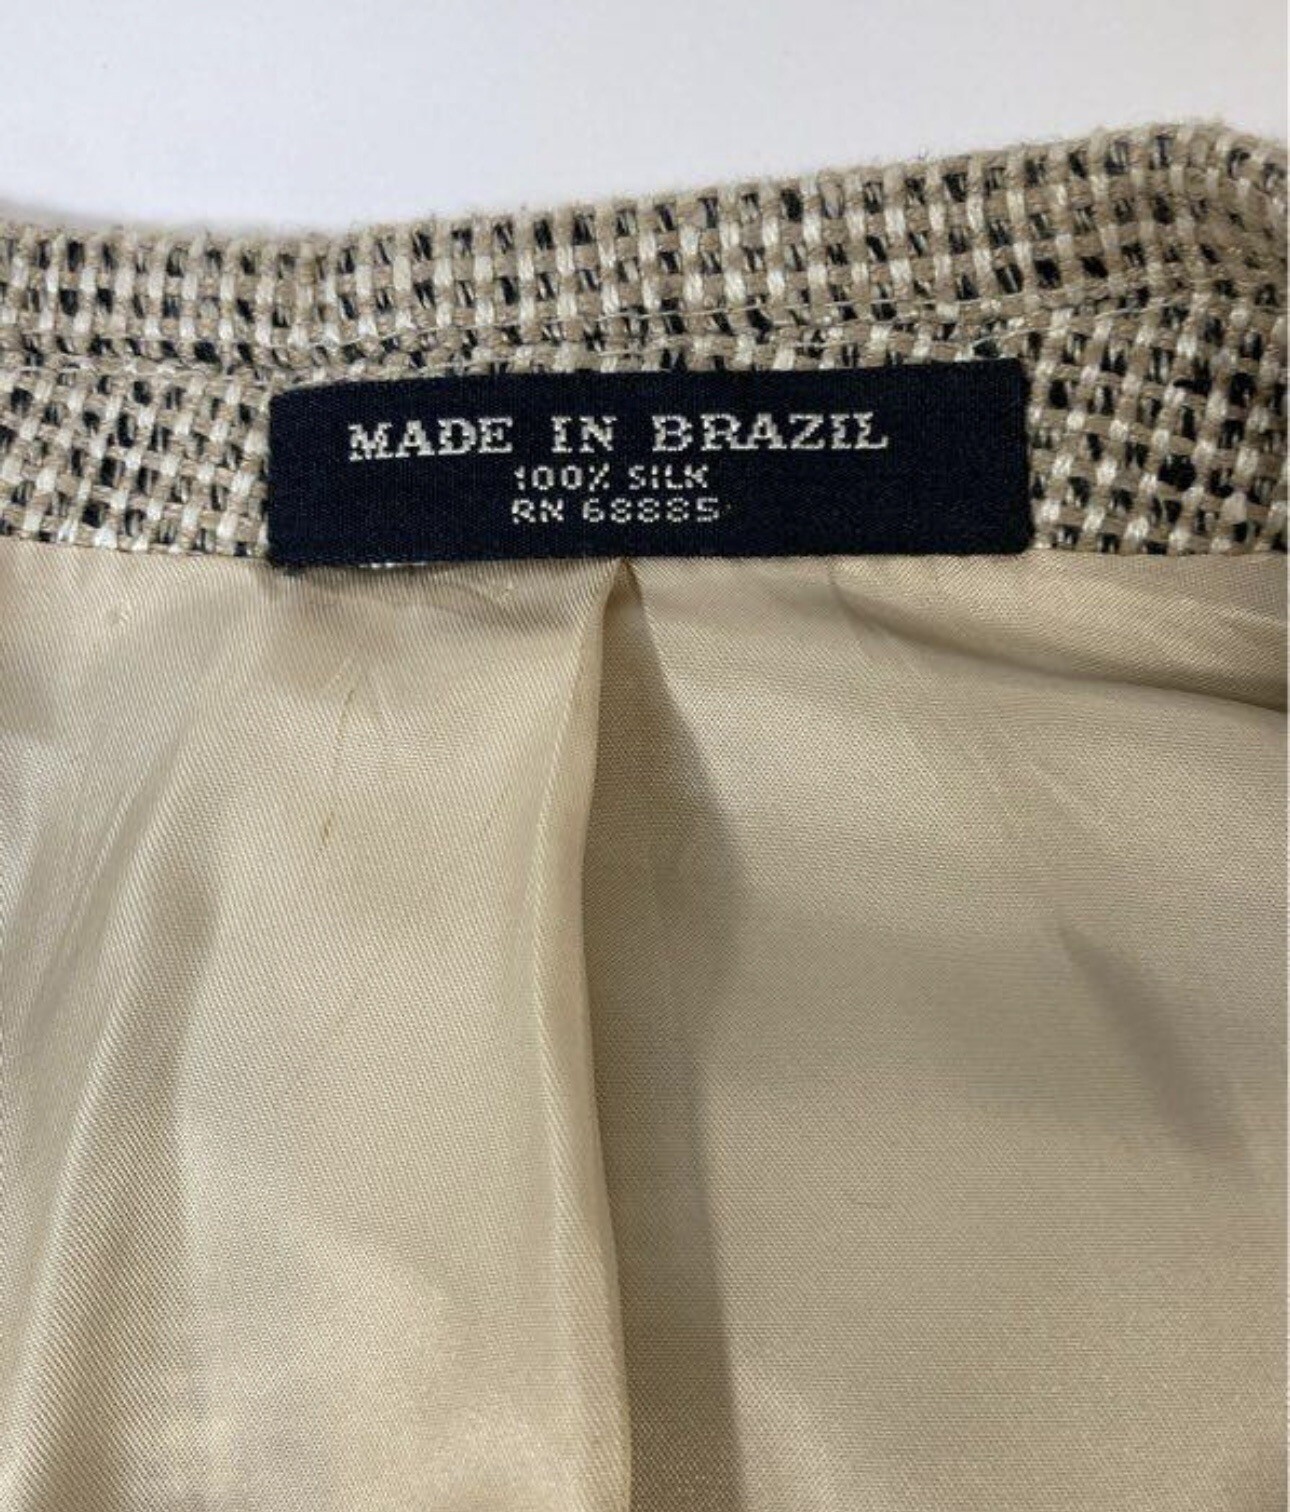 MADE IN BRAZIL
100% SILK
RN 68885